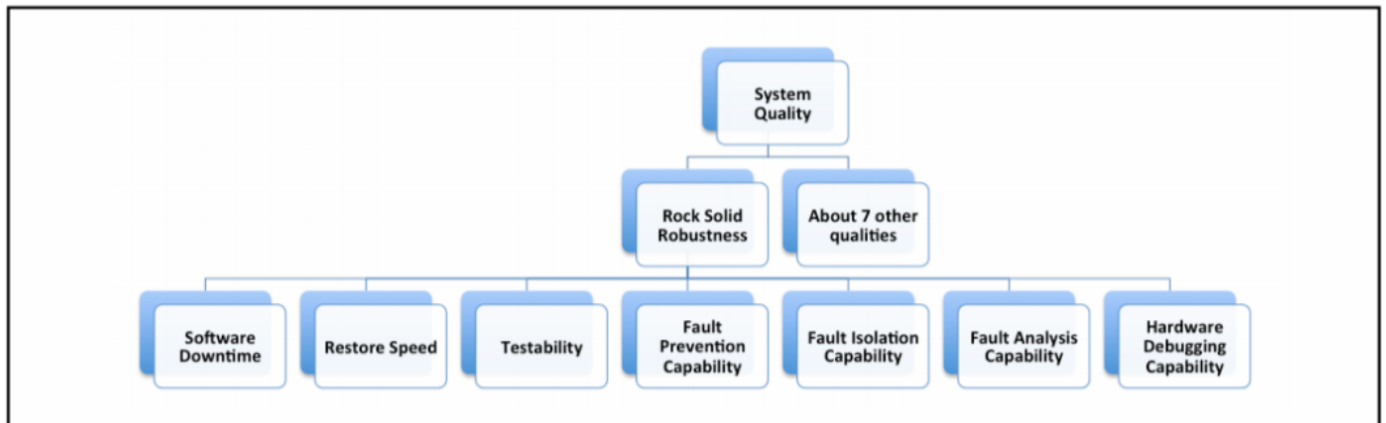 System
Quality
Rock Solid
Robustness
About 7 other
qualities
Software
Downtime
Restore Speed
Testability
Fault
Prevention
Capability
Fault Isolation
Capability
Fault Analysis
Capability
Hardware
Debugging
Capability